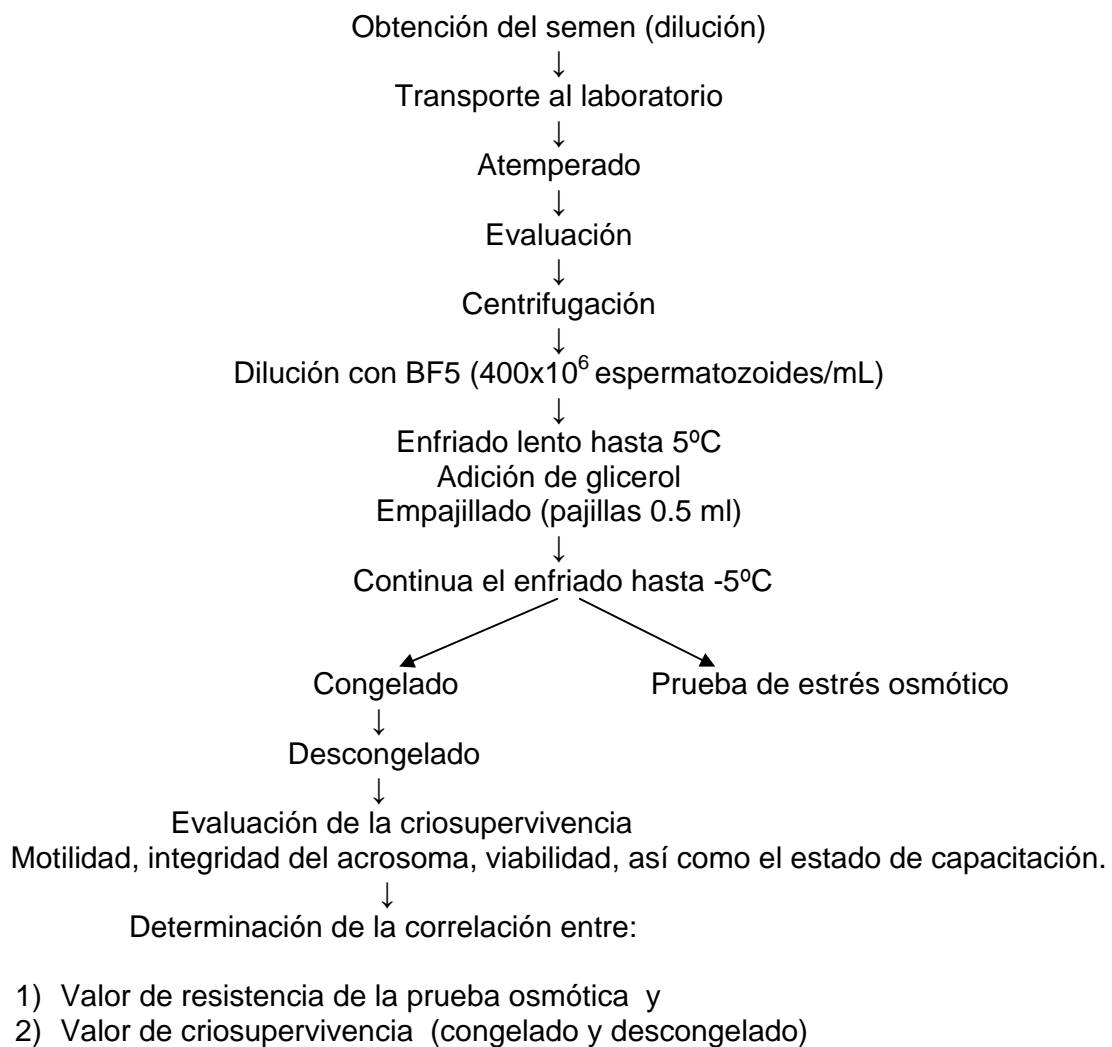 Obtención del semen (dilución)
↓
Transporte al laboratorio
↓
Atemperado
↓
Evaluación
↓
Centrifugación
↓
Dilución con BF5 (400x10⁶ espermatozoides/mL)
↓
Enfriado lento hasta 5ºC
Adición de glicerol
Empajillado (pajillas 0.5 ml)
↓
Continua el enfriado hasta -5ºC
Congelado Prueba de estrés osmótico
↓
Descongelado
↓
Evaluación de la criosupervivencia
Motilidad, integridad del acrosoma, viabilidad, así como el estado de capacitación.
↓
Determinación de la correlación entre:
1) Valor de resistencia de la prueba osmótica y
2) Valor de criosupervivencia (congelado y descongelado)